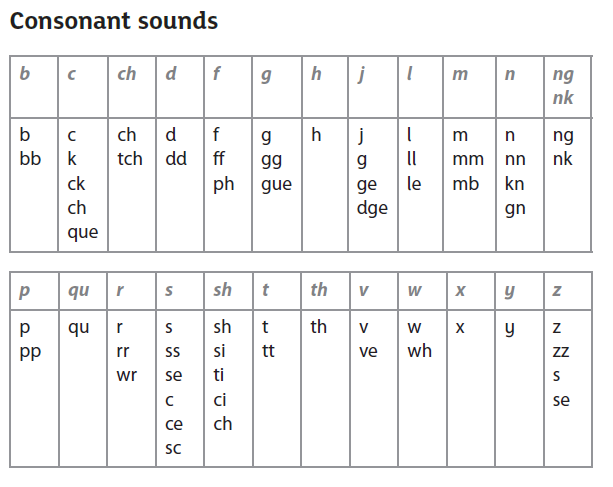 Consonant sounds
b c ch d f g h j l m n ng
nk
b c ch d f g h j l m n ng
bb k tch dd ff gg g ll mm nn nk
ck ph gue ge le mb kn
ch dge gn
que
p qu r s sh t th v w x y z
p qu r s sh t th v w x y z
pp rr ss si tt ve wh zz
wr se ti s
c ci se
ce ch
sc